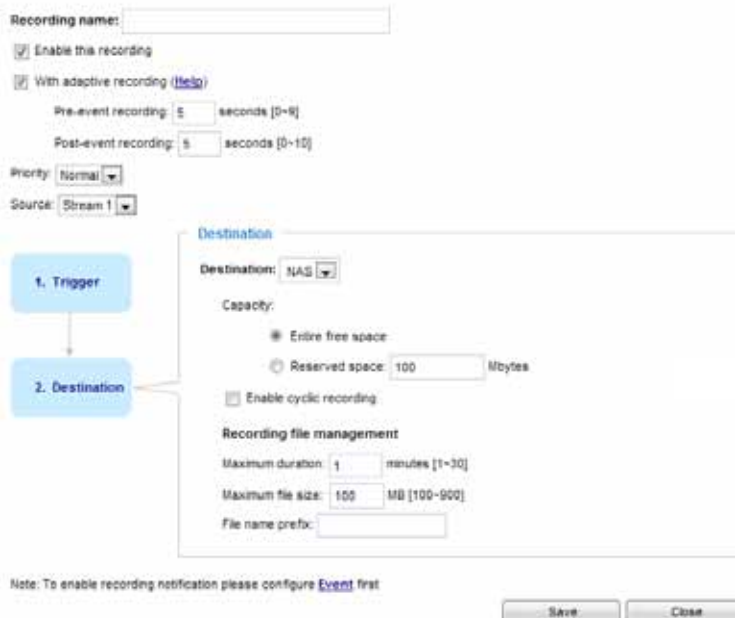 Recording name:
Enable this recording
With adaptive recording (Help)
Pre-event recording: 5 seconds [0~9]
Post-event recording: 5 seconds [0~10]
Priority: Normal
Source: Stream 1
1. Trigger
2. Destination
Destination
Destination: NAS
Capacity:
Entire free space
Reserved space: 100 Mbytes
Enable cyclic recording
Recording file management
Maximum duration: 1 minutes [1~30]
Maximum file size: 100 MB [100~900]
File name prefix:
Note: To enable recording notification please configure Event first
Save Close